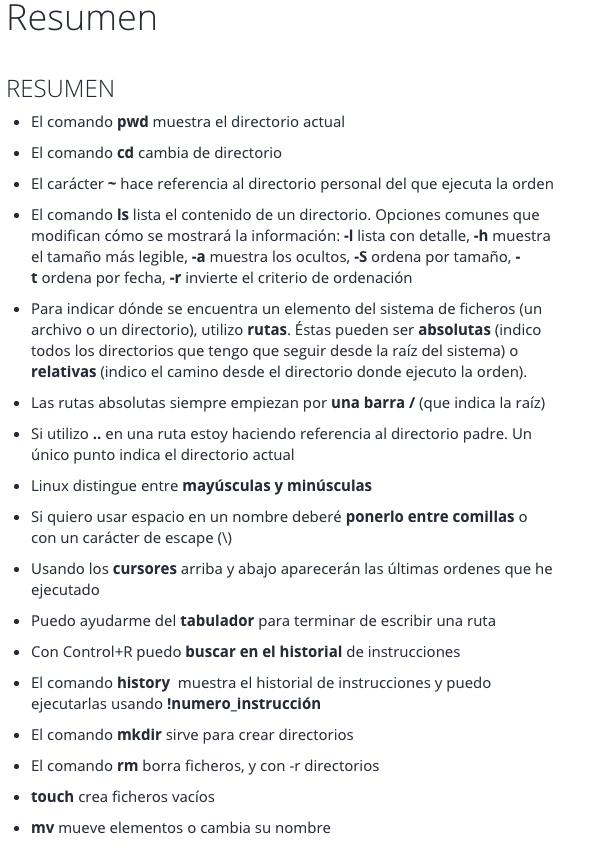 Resumen
RESUMEN
• El comando pwd muestra el directorio actual
• El comando cd cambia de directorio
• El carácter ~ hace referencia al directorio personal del que ejecuta la orden
• El comando ls lista el contenido de un directorio. Opciones comunes que
modifican cómo se mostrará la información: -l lista con detalle, -h muestra
el tamaño más legible, -a muestra los ocultos, -S ordena por tamaño, -
t ordena por fecha, -r invierte el criterio de ordenación
• Para indicar dónde se encuentra un elemento del sistema de ficheros (un
archivo o un directorio), utilizo rutas. Éstas pueden ser absolutas (indico
todos los directorios que tengo que seguir desde la raíz del sistema) o
relativas (indico el camino desde el directorio donde ejecuto la orden).
• Las rutas absolutas siempre empiezan por una barra / (que indica la raíz)
• Si utilizo .. en una ruta estoy haciendo referencia al directorio padre. Un
único punto indica el directorio actual
• Linux distingue entre mayúsculas y minúsculas
• Si quiero usar espacio en un nombre deberé ponerlo entre comillas o
con un carácter de escape (\)
• Usando los cursores arriba y abajo aparecerán las últimas ordenes que he
ejecutado
• Puedo ayudarme del tabulador para terminar de escribir una ruta
• Con Control+R puedo buscar en el historial de instrucciones
• El comando history muestra el historial de instrucciones y puedo
ejecutarlas usando !numero_instrucción
• El comando mkdir sirve para crear directorios
• El comando rm borra ficheros, y con -r directorios
• touch crea ficheros vacíos
• mv mueve elementos o cambia su nombre